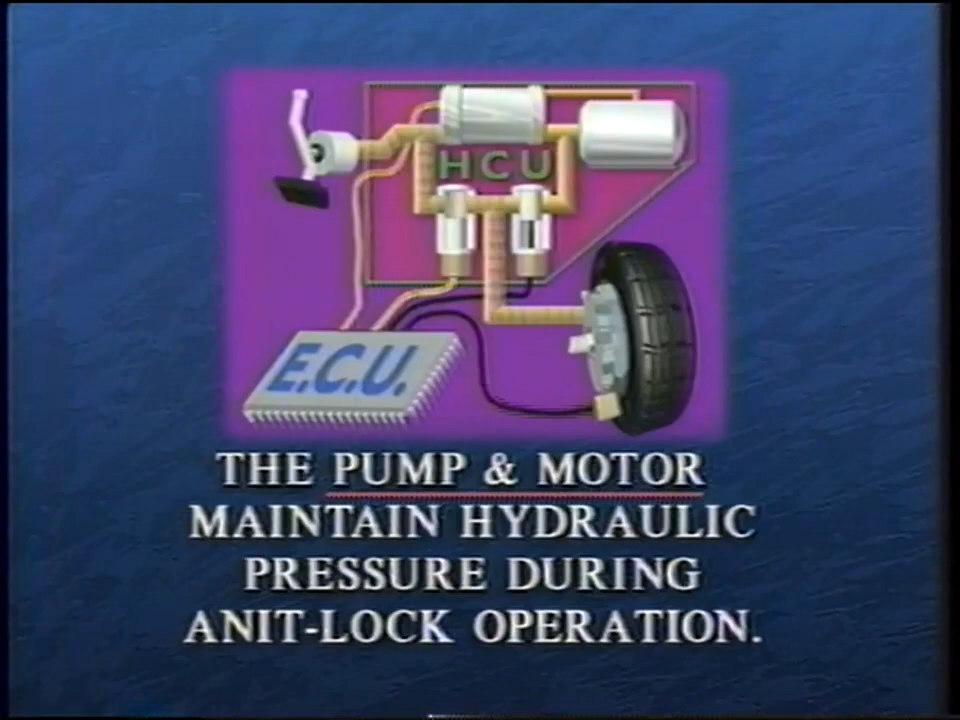 HCU
E.C.U.
THE PUMP & MOTOR
MAINTAIN HYDRAULIC
PRESSURE DURING
ANIT-LOCK OPERATION.